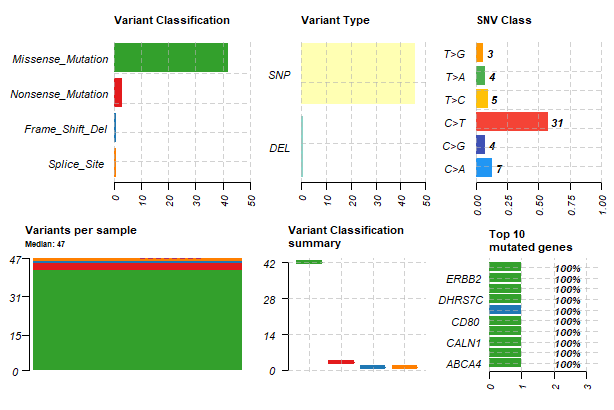 Variant Classification
Missense_Mutation
Nonsense_Mutation
Frame_Shift_Del
Splice_Site
0 10 20 30 40 50
Variant Type
SNP
DEL
0 10 20 30 40 50
SNV Class
T>G 3
T>A 4
T>C 5
C>T 31
C>G 4
C>A 7
0.00 0.25 0.50 0.75 1.00
Variants per sample
Median: 47
47
31
15
0
Variant Classification
summary
42
28
14
0
Top 10
mutated genes
100%
ERBB2 100%
100%
DHRS7C 100%
100%
CD80 100%
100%
CALN1 100%
100%
ABCA4 100%
0 1 2 3